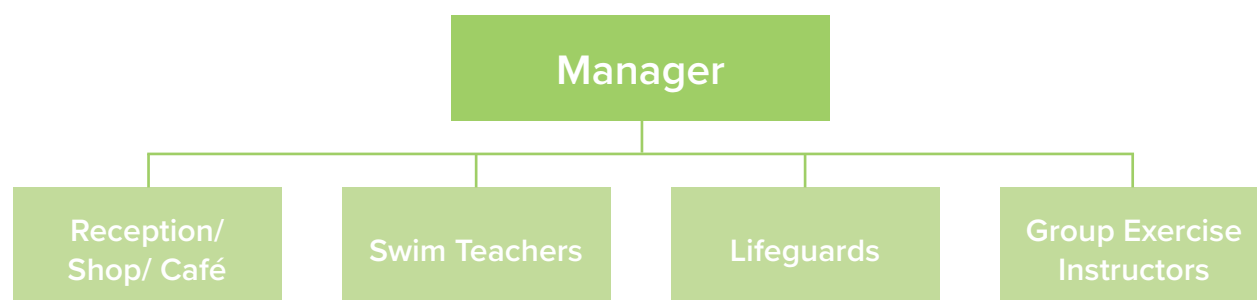 Manager
Reception/
Shop/ Café
Swim Teachers
Lifeguards
Group Exercise
Instructors